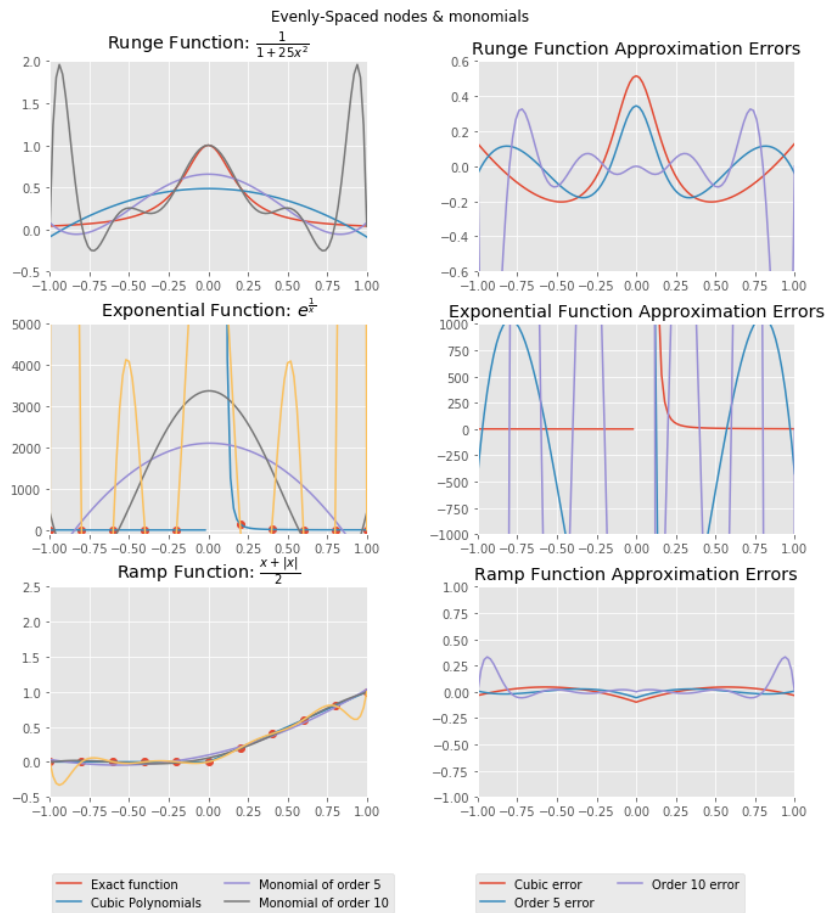 Evenly-Spaced nodes & monomials
Runge Function: \frac{1}{1+25x^2}
2.0
1.5
1.0
0.5
0.0
−0.5
−1.00 −0.75 −0.50 −0.25 0.00 0.25 0.50 0.75 1.00
Runge Function Approximation Errors
0.6
0.4
0.2
0.0
−0.2
−0.4
−0.6
−1.00 −0.75 −0.50 −0.25 0.00 0.25 0.50 0.75 1.00
Exponential Function: e^{\frac{1}{x}}
5000
4000
3000
2000
1000
0
−1.00 −0.75 −0.50 −0.25 0.00 0.25 0.50 0.75 1.00
Exponential Function Approximation Errors
1000
750
500
250
0
−250
−500
−750
−1000
−1.00 −0.75 −0.50 −0.25 0.00 0.25 0.50 0.75 1.00
Ramp Function: \frac{x+|x|}{2}
2.5
2.0
1.5
1.0
0.5
0.0
−0.5
−1.00 −0.75 −0.50 −0.25 0.00 0.25 0.50 0.75 1.00
Ramp Function Approximation Errors
1.00
0.75
0.50
0.25
0.00
−0.25
−0.50
−0.75
−1.00
−1.00 −0.75 −0.50 −0.25 0.00 0.25 0.50 0.75 1.00
Exact function
Cubic Polynomials
Monomial of order 5
Monomial of order 10
Cubic error
Order 5 error
Order 10 error